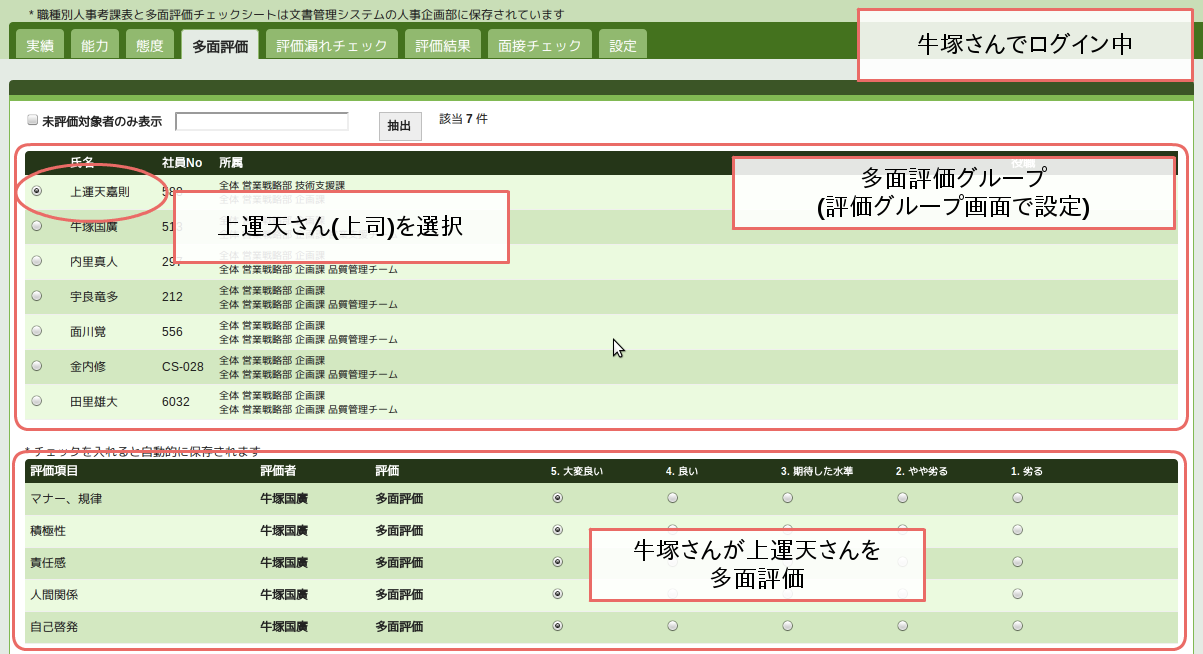 * 職種別人事考課表と多面評価チェックシートは文書管理システムの人事企画部に保存されています
実績 能力 態度 多面評価 評価漏れチェック 評価結果 面接チェック 設定
牛塚さんでログイン中
未評価対象者のみ表示 抽出 該当 7 件
氏名 社員No 所属 役職
多面評価グループ
(評価グループ画面で設定)
上運天嘉則 588 全体 営業戦略部 技術支援課
全体 営業戦略部 企画課
上運天さん(上司)を選択
牛塚国廣 513
内里真人 297 全体 営業戦略部 企画課
全体 営業戦略部 企画課 品質管理チーム
宇良竜多 212 全体 営業戦略部 企画課
全体 営業戦略部 企画課 品質管理チーム
面川覚 556 全体 営業戦略部 企画課
全体 営業戦略部 企画課 品質管理チーム
金内修 CS-028 全体 営業戦略部 企画課
全体 営業戦略部 企画課 品質管理チーム
田里雄大 6032 全体 営業戦略部 企画課
全体 営業戦略部 企画課 品質管理チーム
* チェックを入れると自動的に保存されます
評価項目 評価者 評価 5. 大変良い 4. 良い 3. 期待した水準 2. やや劣る 1. 劣る
マナー、規律 牛塚国廣 多面評価
積極性 牛塚国廣 多面評価
牛塚さんが上運天さんを
多面評価
責任感 牛塚国廣 多面評価
人間関係 牛塚国廣 多面評価
自己啓発 牛塚国廣 多面評価